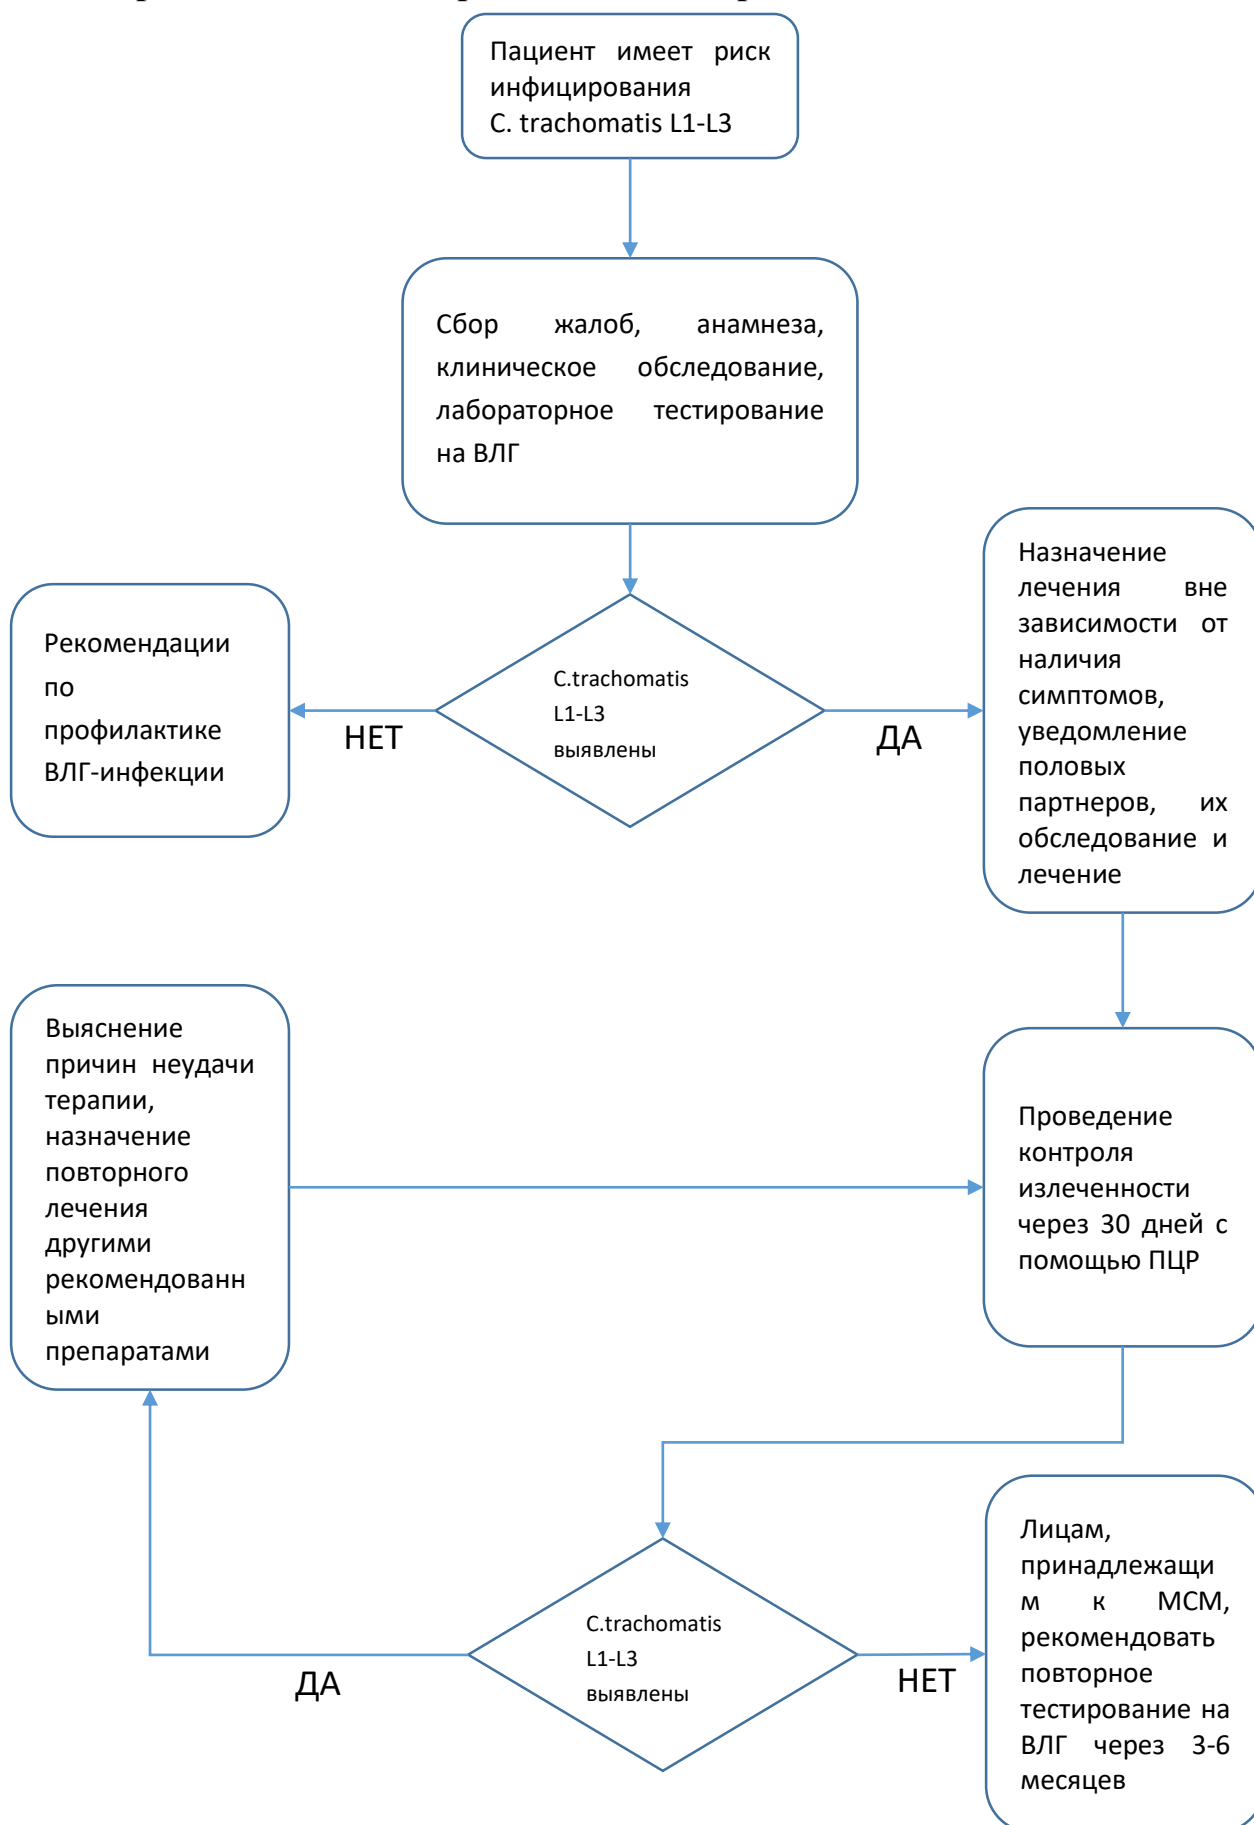 Пациент имеет риск
инфицирования
C. trachomatis L1-L3
Сбор жалоб, анамнеза,
клиническое обследование,
лабораторное тестирование
на ВЛГ
Рекомендации
по
профилактике
ВЛГ-инфекции
НЕТ
C.trachomatis
L1-L3
выявлены
ДА
Назначение
лечения вне
зависимости от
наличия
симптомов,
уведомление
половых
партнеров, их
обследование и
лечение
Выяснение
причин неудачи
терапии,
назначение
повторного
лечения
другими
рекомендованн
ыми
препаратами
Проведение
контроля
излеченности
через 30 дней с
помощью ПЦР
ДА
C.trachomatis
L1-L3
выявлены
НЕТ
Лицам,
принадлежащи
м к МСМ,
рекомендовать
повторное
тестирование на
ВЛГ через 3-6
месяцев